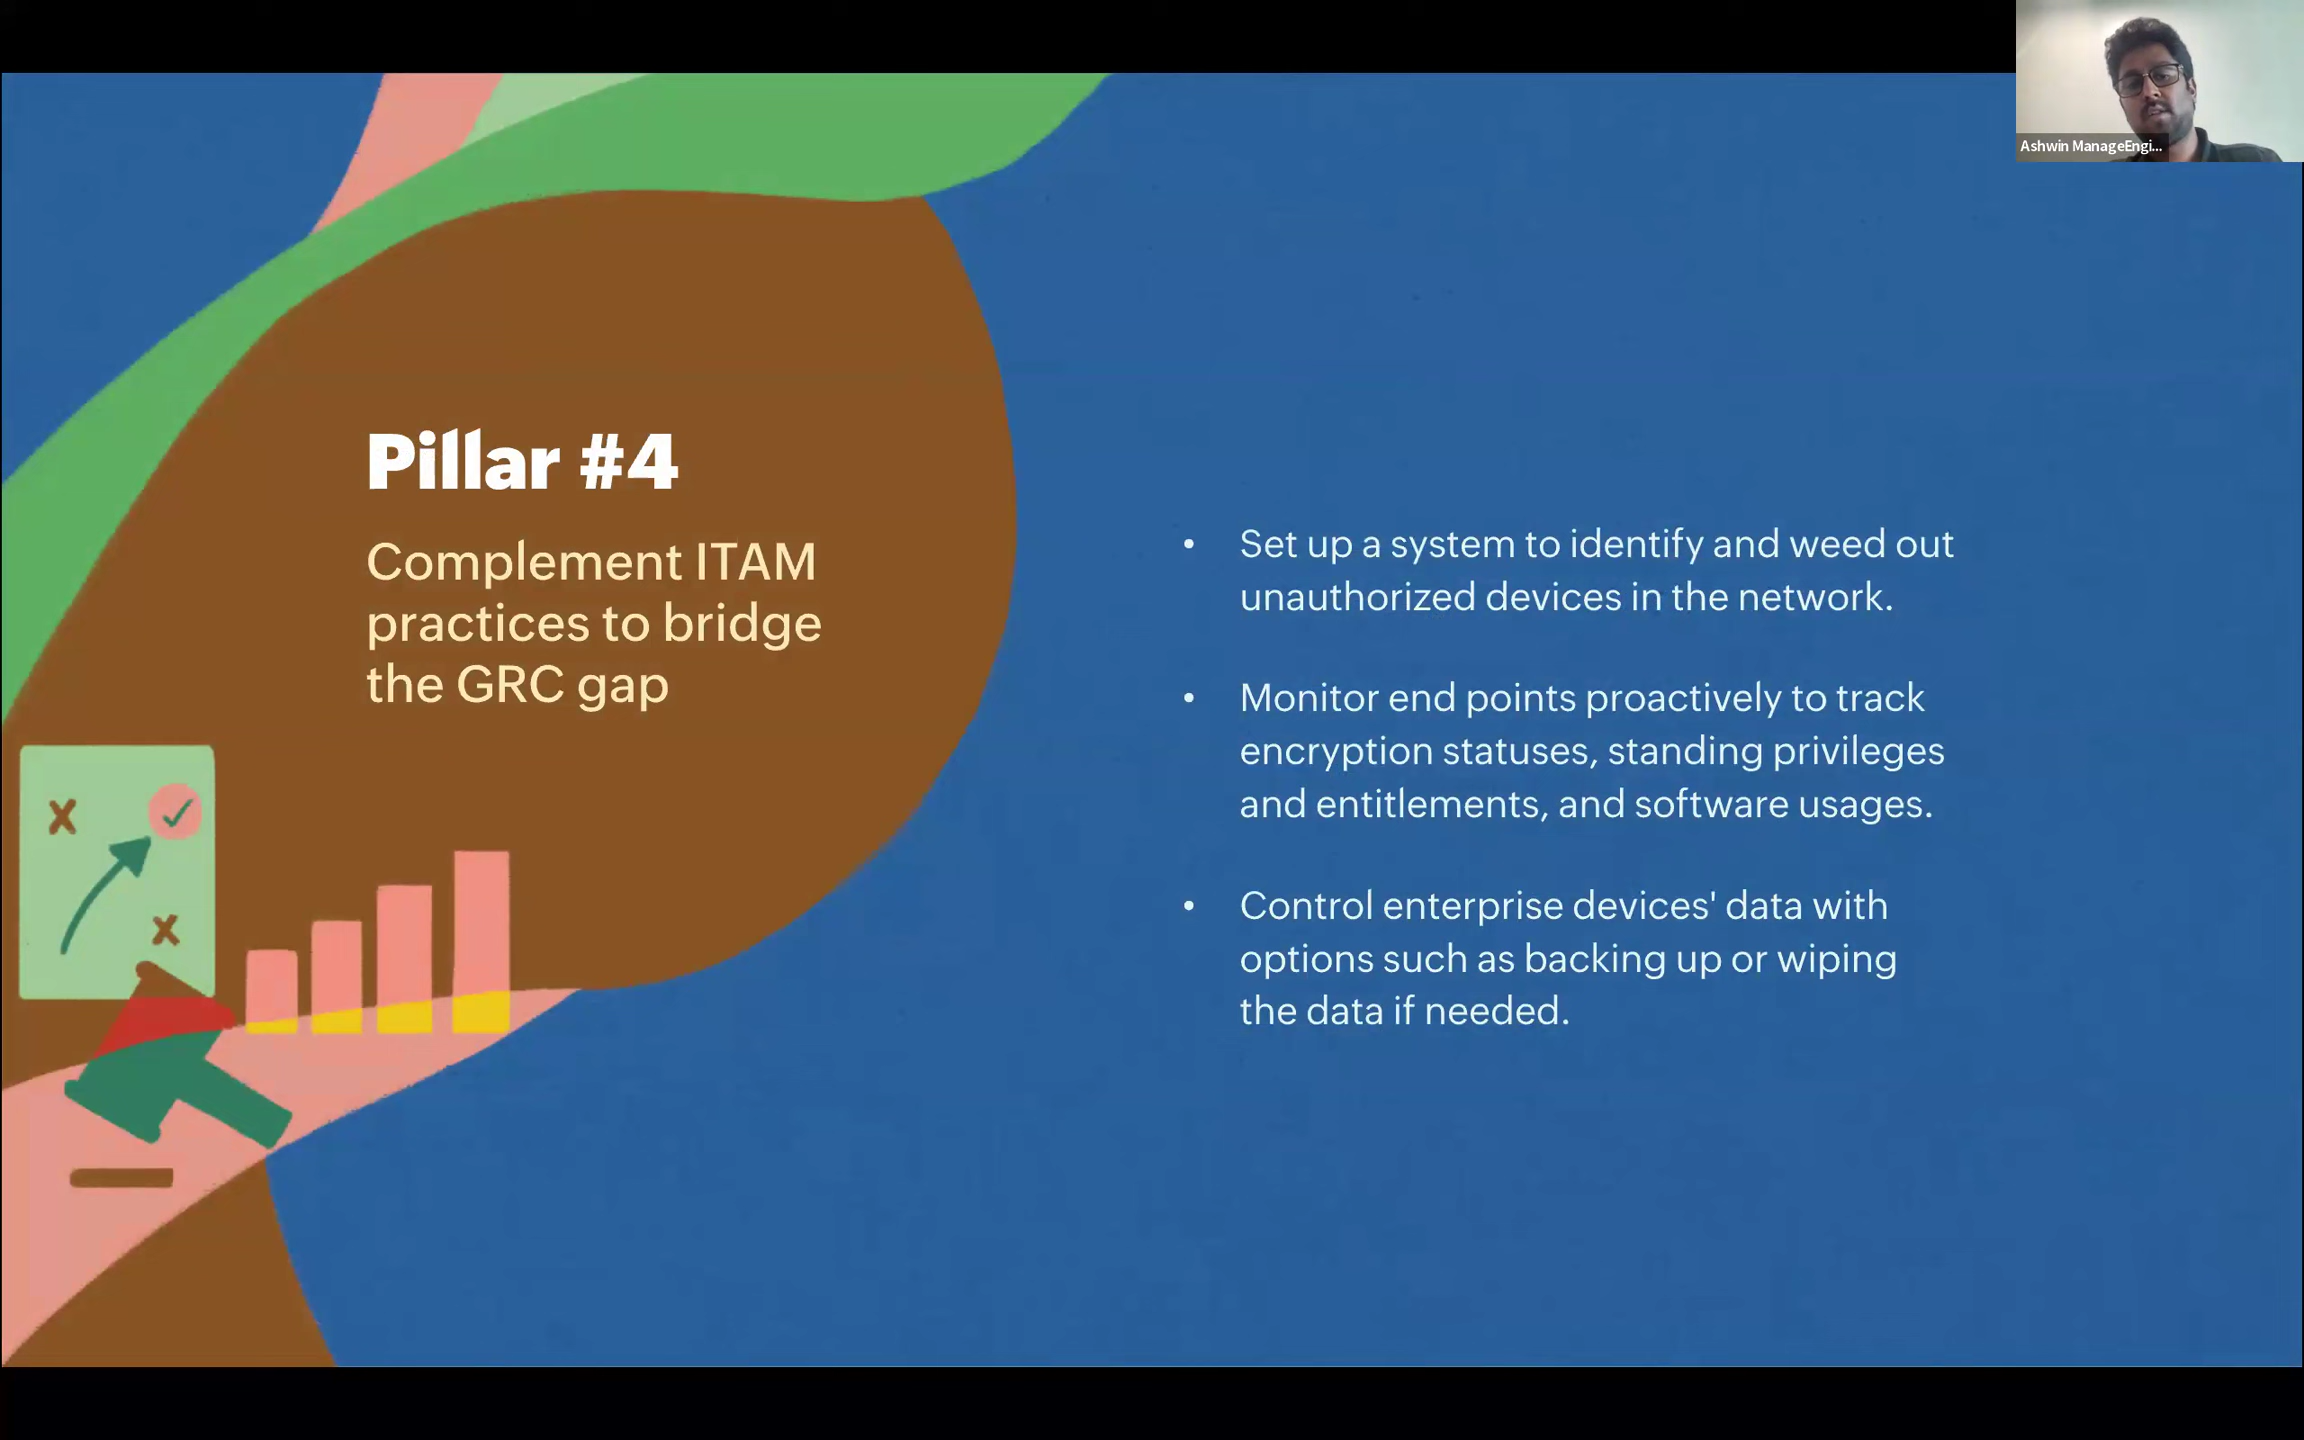 Ashwin ManageEngi...
Pillar #4
Complement ITAM
practices to bridge
the GRC gap
• Set up a system to identify and weed out
unauthorized devices in the network.
• Monitor end points proactively to track
encryption statuses, standing privileges
and entitlements, and software usages.
• Control enterprise devices' data with
options such as backing up or wiping
the data if needed.